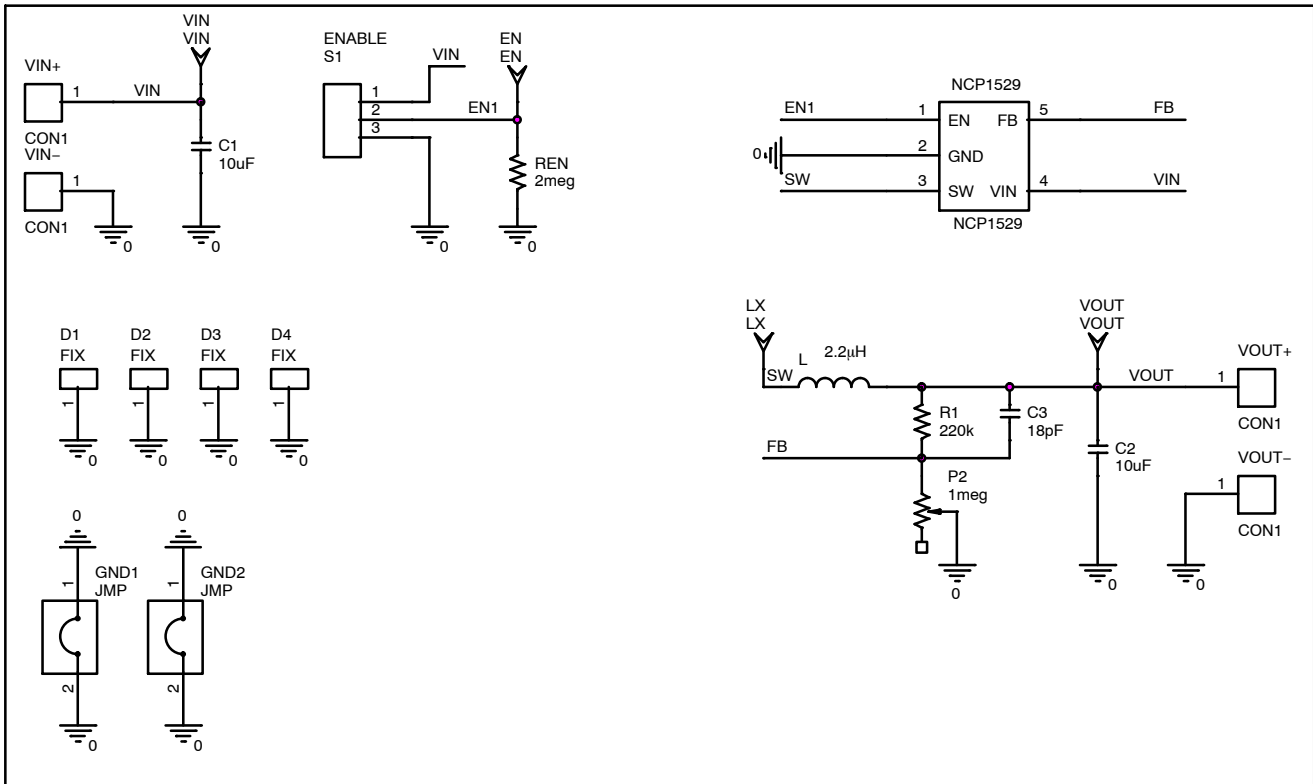 VIN
VIN
VIN+
1
VIN
CON1
VIN−
1
CON1
0
C1
10uF
0
ENABLE
S1
VIN
1
2
3
EN1
EN
EN
REN
2meg
0
0
NCP1529
EN1
1
EN
FB
5
FB
0
2
GND
SW
3
SW
VIN
4
VIN
NCP1529
D1
FIX
1
0
D2
FIX
1
0
D3
FIX
1
0
D4
FIX
1
0
LX
LX
SW
L
2.2μH
VOUT
VOUT
VOUT
1
VOUT+
CON1
R1
220k
C3
18pF
FB
P2
1meg
0
C2
10uF
0
VOUT−
1
CON1
0
0
1
GND1
JMP
2
0
0
1
GND2
JMP
2
0